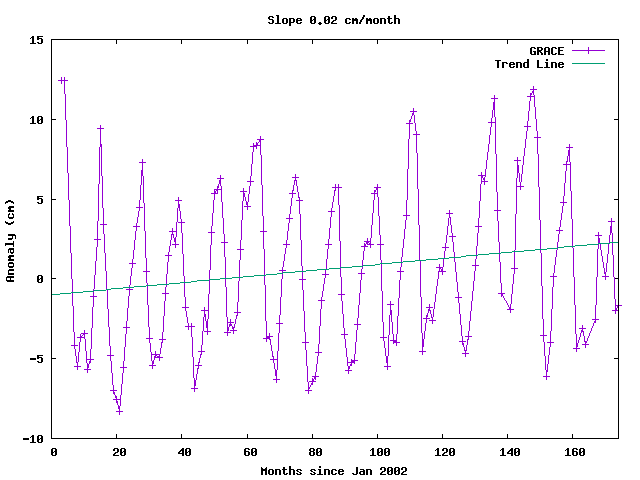 Slope 0.02 cm/month
GRACE
Trend Line
15
10
5
0
-5
-10
Anomaly (cm)
0 20 40 60 80 100 120 140 160
Months since Jan 2002